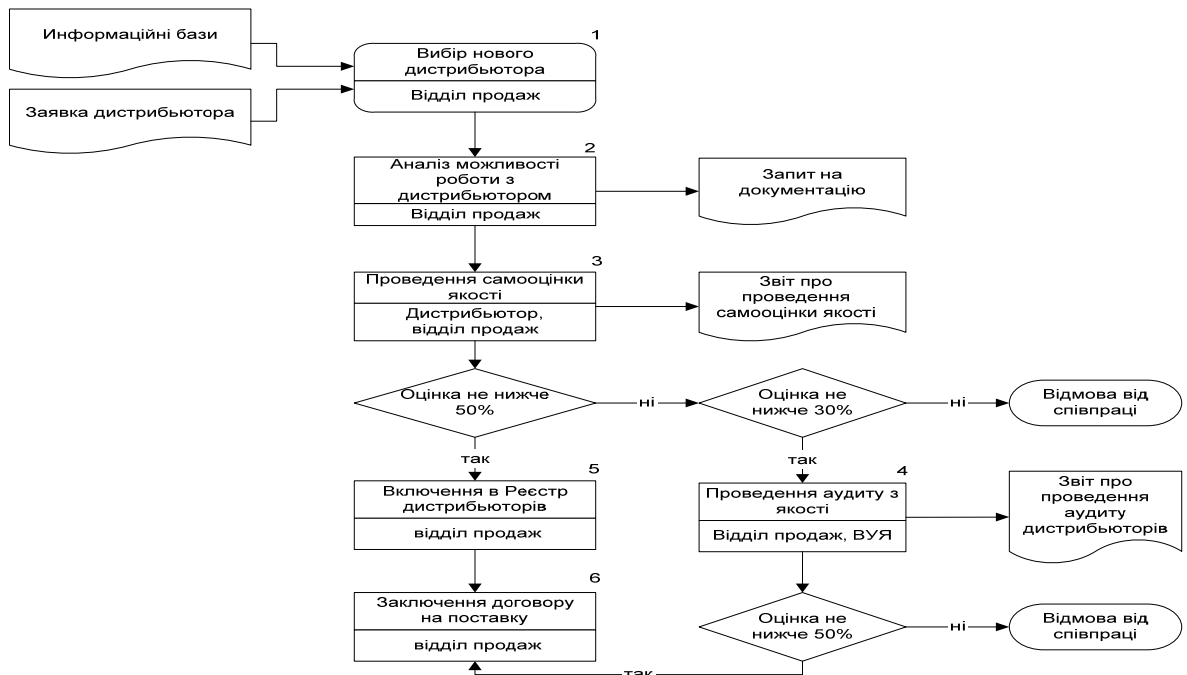 Информаційні бази
Заявка дистрибьютора
1
Вибір нового
дистрибьютора
Відділ продаж
2
Аналіз можливості
роботи з
дистрибьютором
Відділ продаж
Запит на
документацію
3
Проведення самооцінки
якості
Дистрибьютор,
відділ продаж
Звіт про
проведення
самооцінки якості
Оцінка не нижче
50%
ні
Оцінка не
нижче 30%
ні
Відмова від
співпраці
так
так
5
Включення в Реєстр
дистрибьюторів
відділ продаж
4
Проведення аудиту з
якості
Відділ продаж, ВУЯ
Звіт про
проведення
аудиту
дистрибьюторів
6
Заключення договору
на поставку
відділ продаж
Оцінка не
нижче 50%
ні
Відмова від
співпраці
так